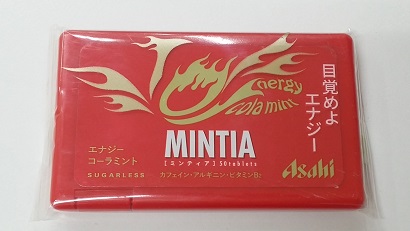 Energy
cola mint
目覚めよ
エナジー
MINTIA
[ミンティア] 50tablets
エナジー
コーラミント
SUGARLESS
カフェイン・アルギニン・ビタミンB₂
Asahi